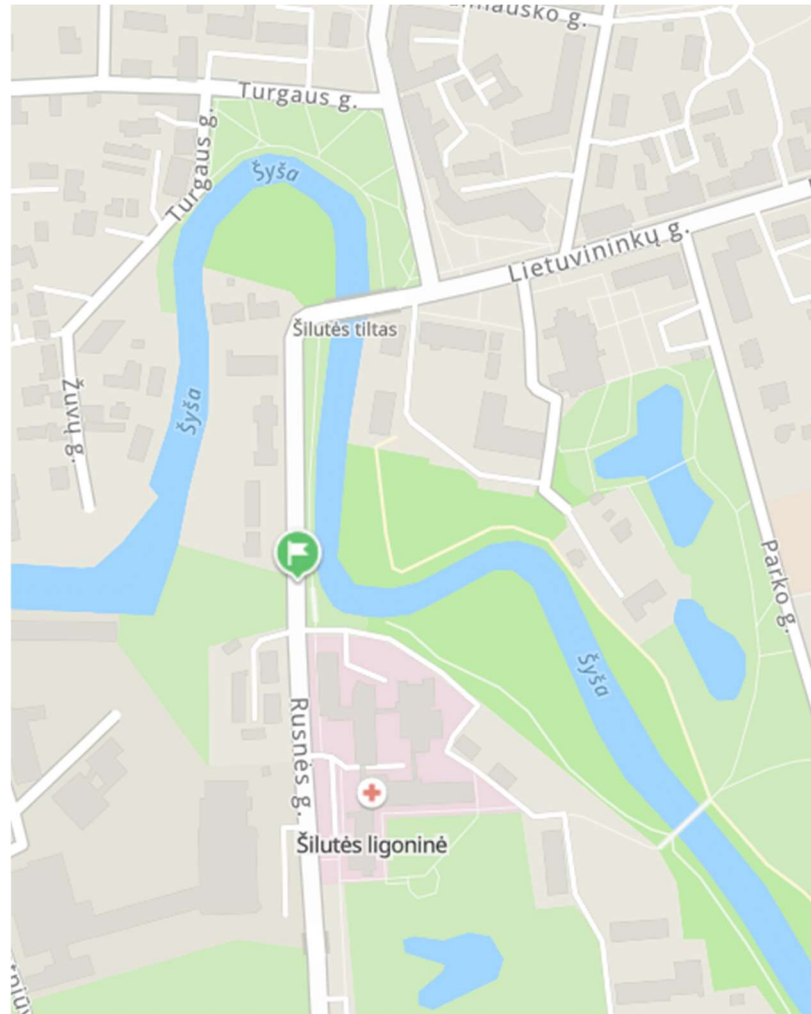 Turgaus g.
Turgaus g.
Šyša
Lietuvininkų g.
Šilutės tiltas
Žuvų g.
Šyša
Parko g.
Šyša
Rusnės g.
Šilutės ligoninė